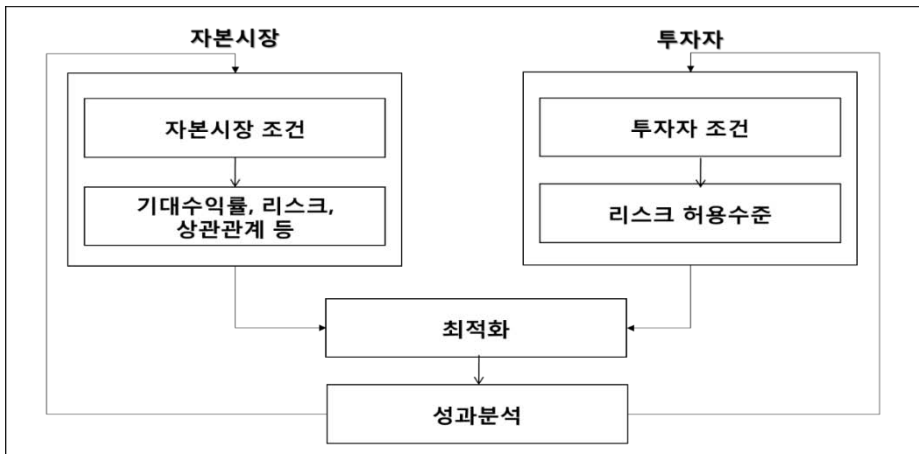 자본시장
투자자
자본시장 조건
투자자 조건
기대수익률, 리스크,
상관관계 등
리스크 허용수준
최적화
성과분석